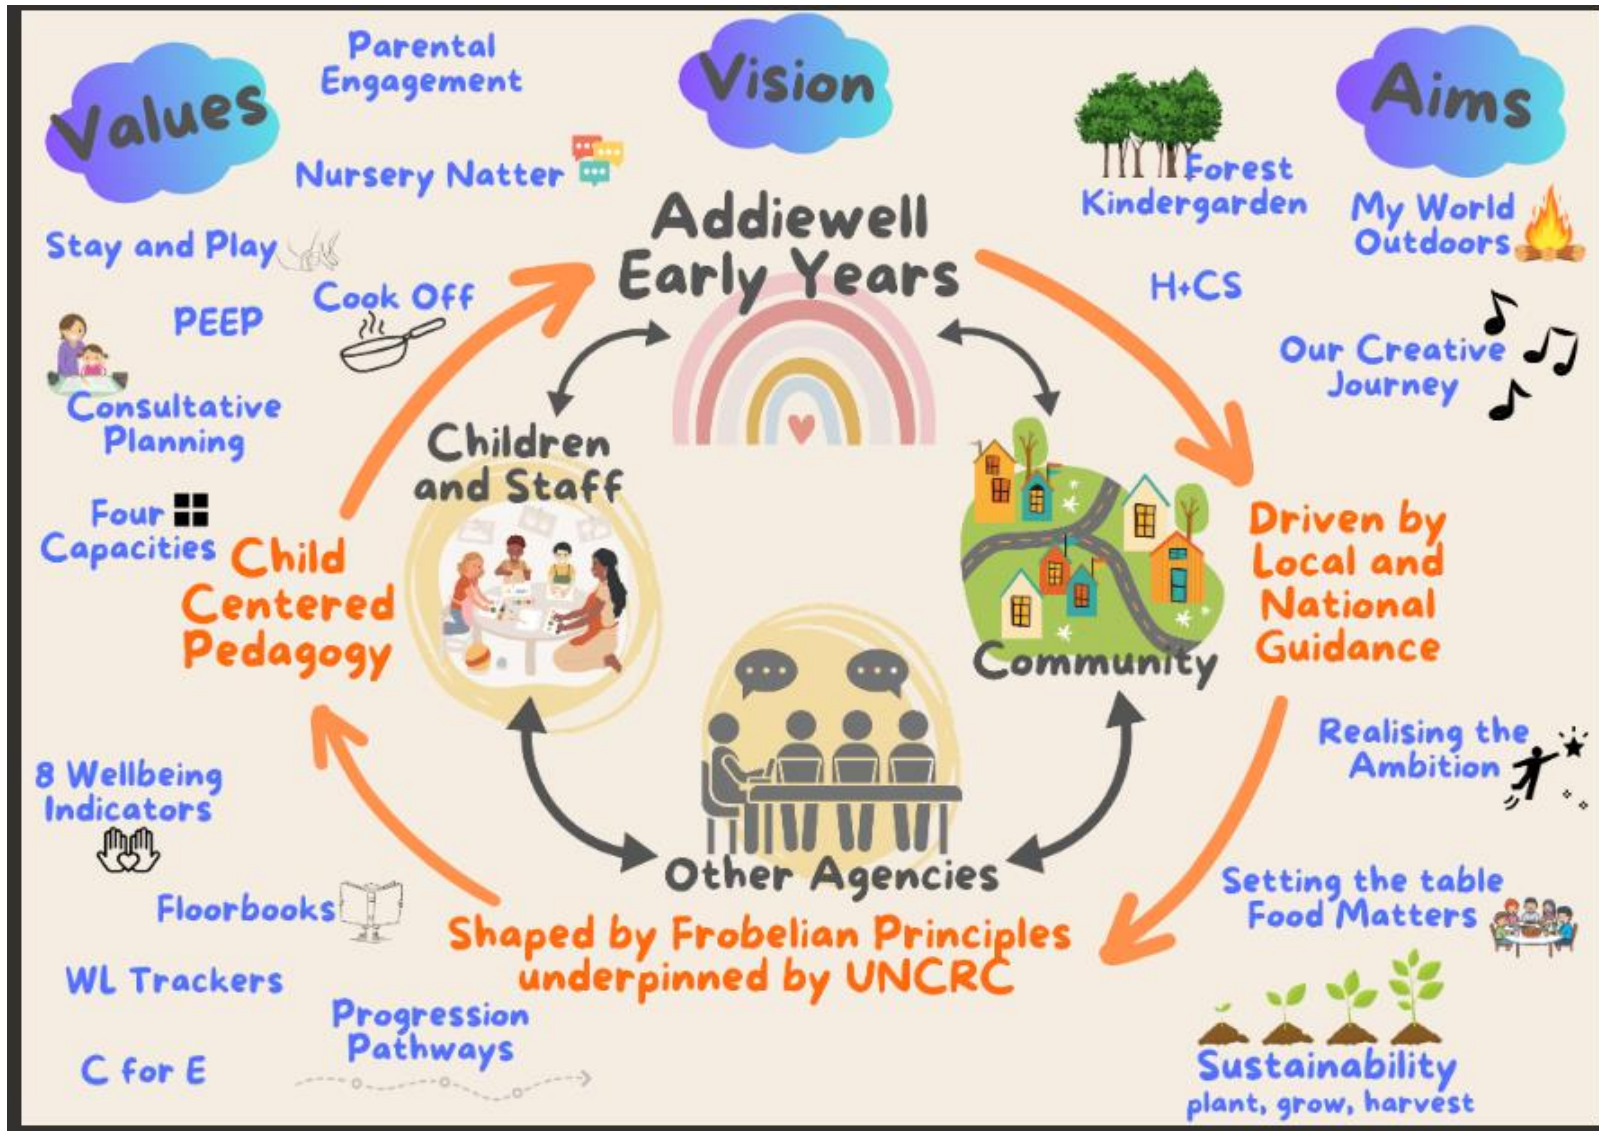 Values
Parental
Engagement
Nursery Natter
Stay and Play
Cook Off
PEEP
Consultative
Planning
Four
Capacities
Vision
Addiewell
Early Years
Aims
Forest
Kindergarden
My World
Outdoors
H+CS
Our Creative
Journey
Children
and Staff
Community
Other Agencies
Child
Centered
Pedagogy
Driven by
Local and
National
Guidance
Shaped by Frobelian Principles
underpinned by UNCRC
8 Wellbeing
Indicators
Floorbooks
WL Trackers
Progression
Pathways
C for E
Realising the
Ambition
Setting the table
Food Matters
Sustainability
plant, grow, harvest